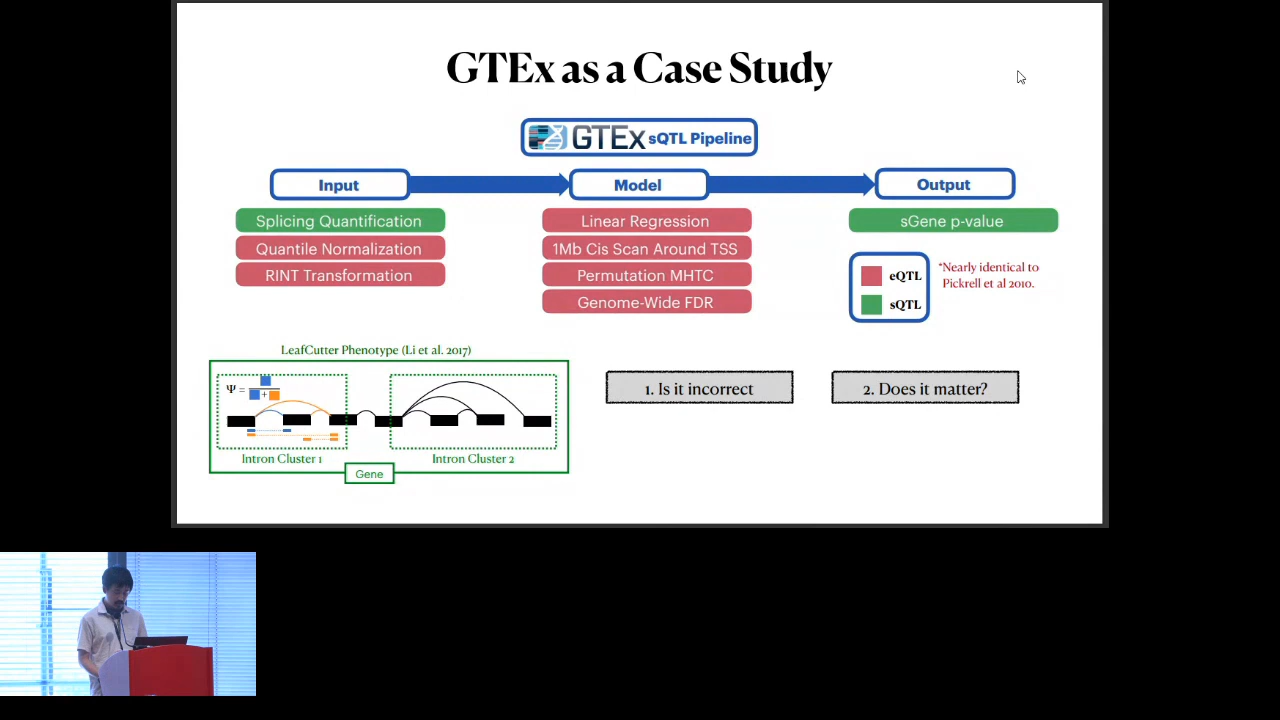 GTEx as a Case Study
GTEx sQTL Pipeline
Input
Model
Output
Splicing Quantification
Quantile Normalization
RINT Transformation
Linear Regression
1Mb Cis Scan Around TSS
Permutation MHTC
Genome-Wide FDR
sGene p-value
eQTL
sQTL
*Nearly identical to
Pickrell et al 2010.
LeafCutter Phenotype (Li et al. 2017)
Ψ =
+
Intron Cluster 1
Intron Cluster 2
Gene
1. Is it incorrect
2. Does it matter?